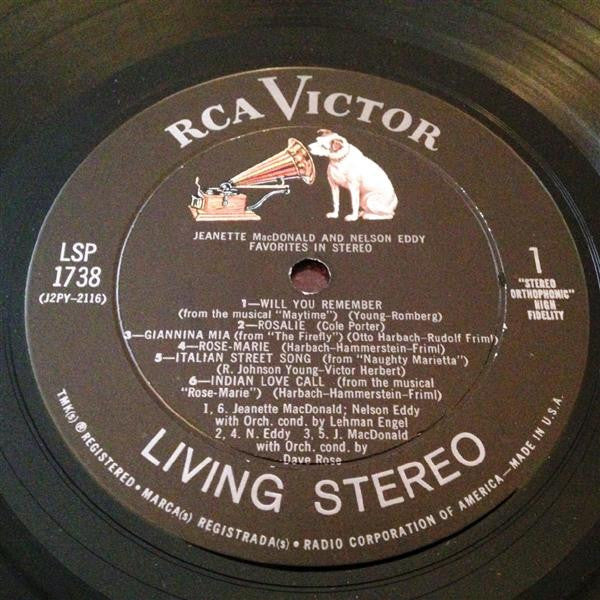 RCA VICTOR
JEANETTE MacDONALD AND NELSON EDDY
FAVORITES IN STEREO
LSP
1738
(J2PY-2116)
1
"STEREO
ORTHOPHONIC"
HIGH
FIDELITY
1—WILL YOU REMEMBER
(from the musical "Maytime") (Young-Romberg)
2—ROSALIE (Cole Porter)
3—GIANNINA MIA (from "The Firefly") (Otto Harbach-Rudolf Friml)
4—ROSE-MARIE (Harbach-Hammerstein-Friml)
5—ITALIAN STREET SONG (from "Naughty Marietta")
(R. Johnson Young-Victor Herbert)
6—INDIAN LOVE CALL (from the musical
"Rose-Marie") (Harbach-Hammerstein-Friml)
1,6. Jeanette MacDonald; Nelson Eddy
with Orch. cond. by Lehman Engel
2,4. N. Eddy 3,5. J. MacDonald
with Orch. cond. by
Dave Rose
LIVING STEREO
TMK(s) ® REGISTERED • MARCA(s) REGISTRADA(s) • RADIO CORPORATION OF AMERICA—MADE IN U.S.A.